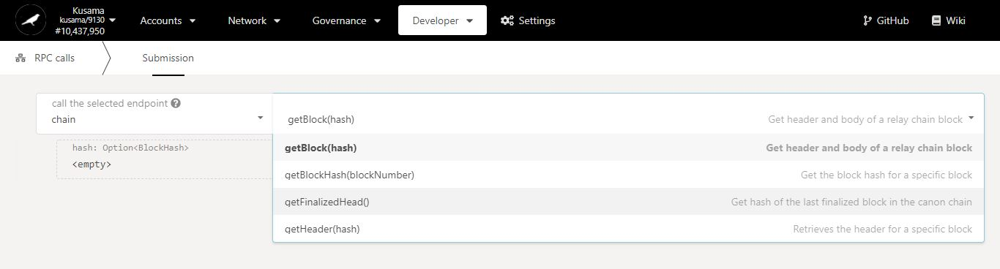 Kusama
kusama/9130
#10,437,950
Accounts Network Governance Developer Settings GitHub Wiki
RPC calls Submission
call the selected endpoint
chain
getBlock(hash) Get header and body of a relay chain block
hash: Option<BlockHash>
<empty>
getBlock(hash) Get header and body of a relay chain block
getBlockHash(blockNumber) Get the block hash for a specific block
getFinalizedHead() Get hash of the last finalized block in the canon chain
getHeader(hash) Retrieves the header for a specific block